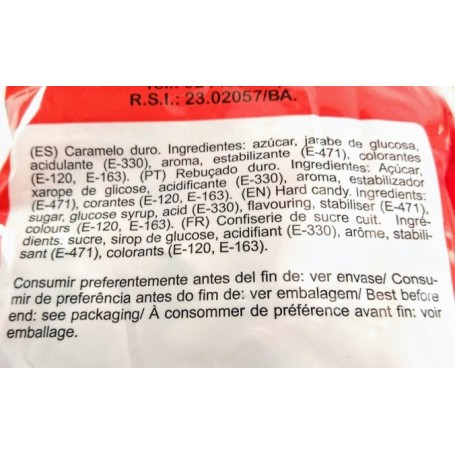 R.S.I.: 23.02057/BA.
(ES) Caramelo duro. Ingredientes: azúcar, jarabe de glucosa,
acidulante (E-330), aroma, estabilizante (E-471), colorantes
(E-120, E-163). (PT) Rebuçado duro. Ingredientes: Açúcar,
xarope de glicose, acidificante (E-330), aroma, estabilizador
(E-471), corantes (E-120, E-163). (EN) Hard candy. Ingredients:
sugar, glucose syrup, acid (E-330), flavouring, stabiliser (E-471),
colours (E-120, E-163). (FR) Confiserie de sucre cuit. Ingré-
dients: sucre, sirop de glucose, acidifiant (E-330), arôme, stabili-
sant (E-471), colorants (E-120, E-163).
Consumir preferentemente antes del fin de: ver envase/ Consu-
mir de preferência antes do fim de: ver embalagem/ Best before
end: see packaging/ À consommer de préférence avant fin: voir
emballage.